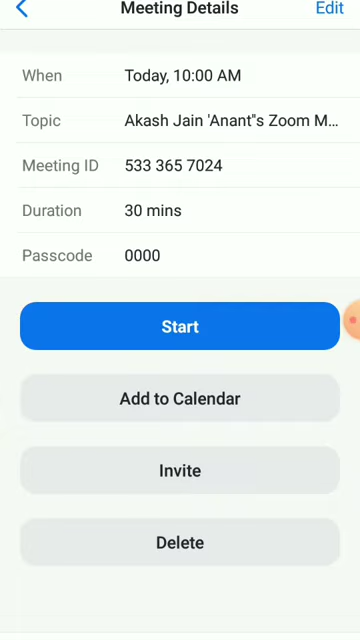 Meeting Details
Edit
When Today, 10:00 AM
Topic Akash Jain 'Anant''s Zoom M...
Meeting ID 533 365 7024
Duration 30 mins
Passcode 0000
Start
Add to Calendar
Invite
Delete